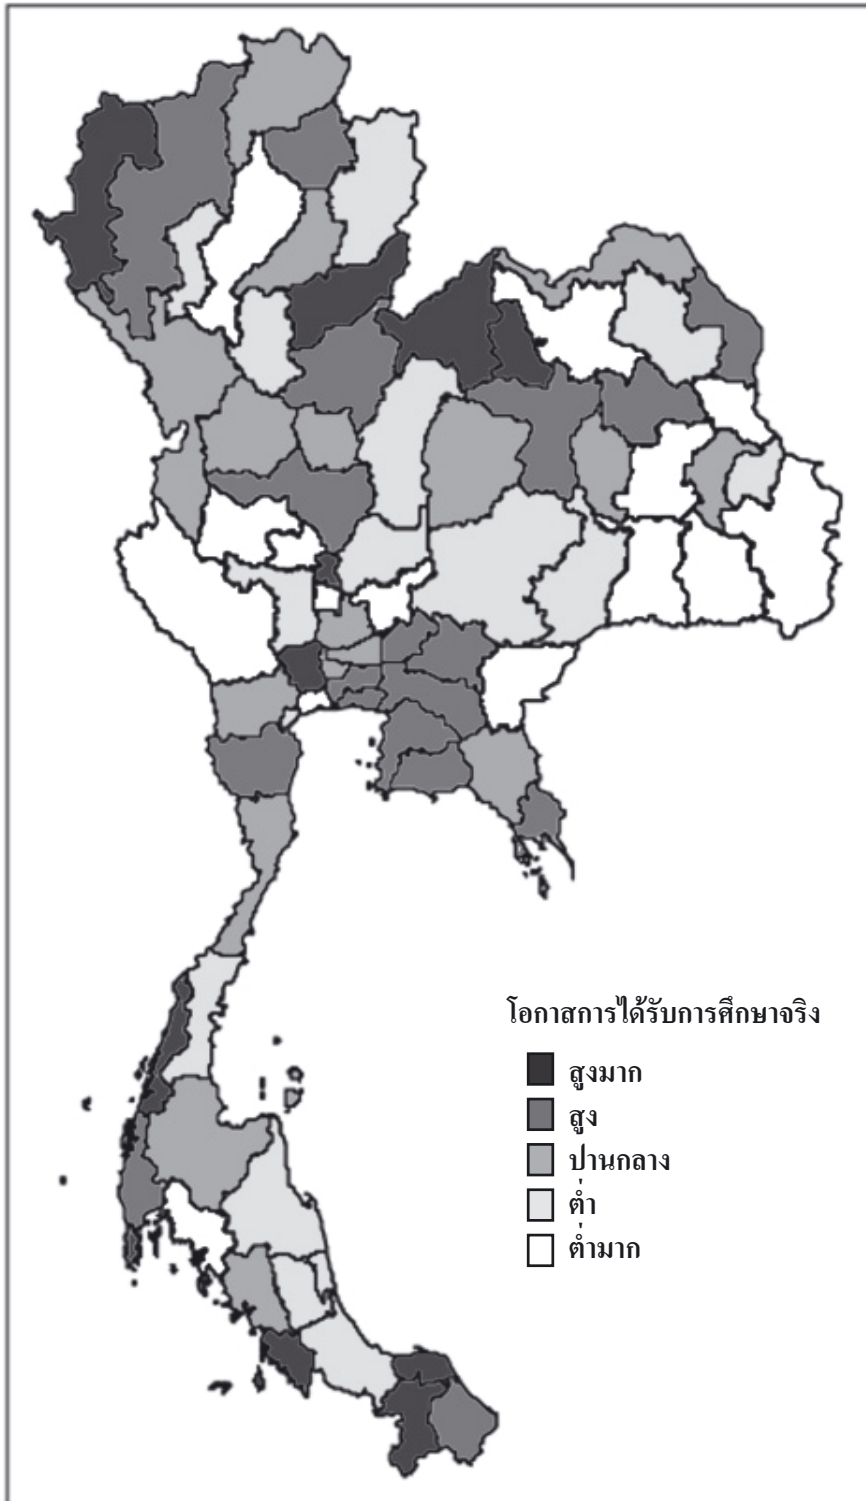 โอกาสการได้รับการศึกษาจริง
สูงมาก
สูง
ปานกลาง
ต่ำ
ต่ำมาก